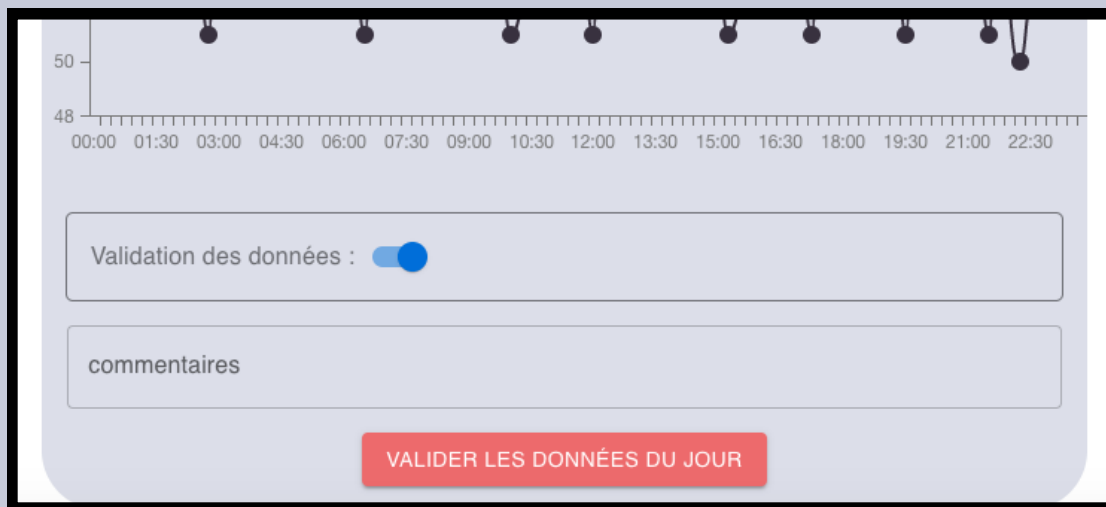 50
48
00:00 01:30 03:00 04:30 06:00 07:30 09:00 10:30 12:00 13:30 15:00 16:30 18:00 19:30 21:00 22:30
Validation des données :
commentaires
VALIDER LES DONNÉES DU JOUR